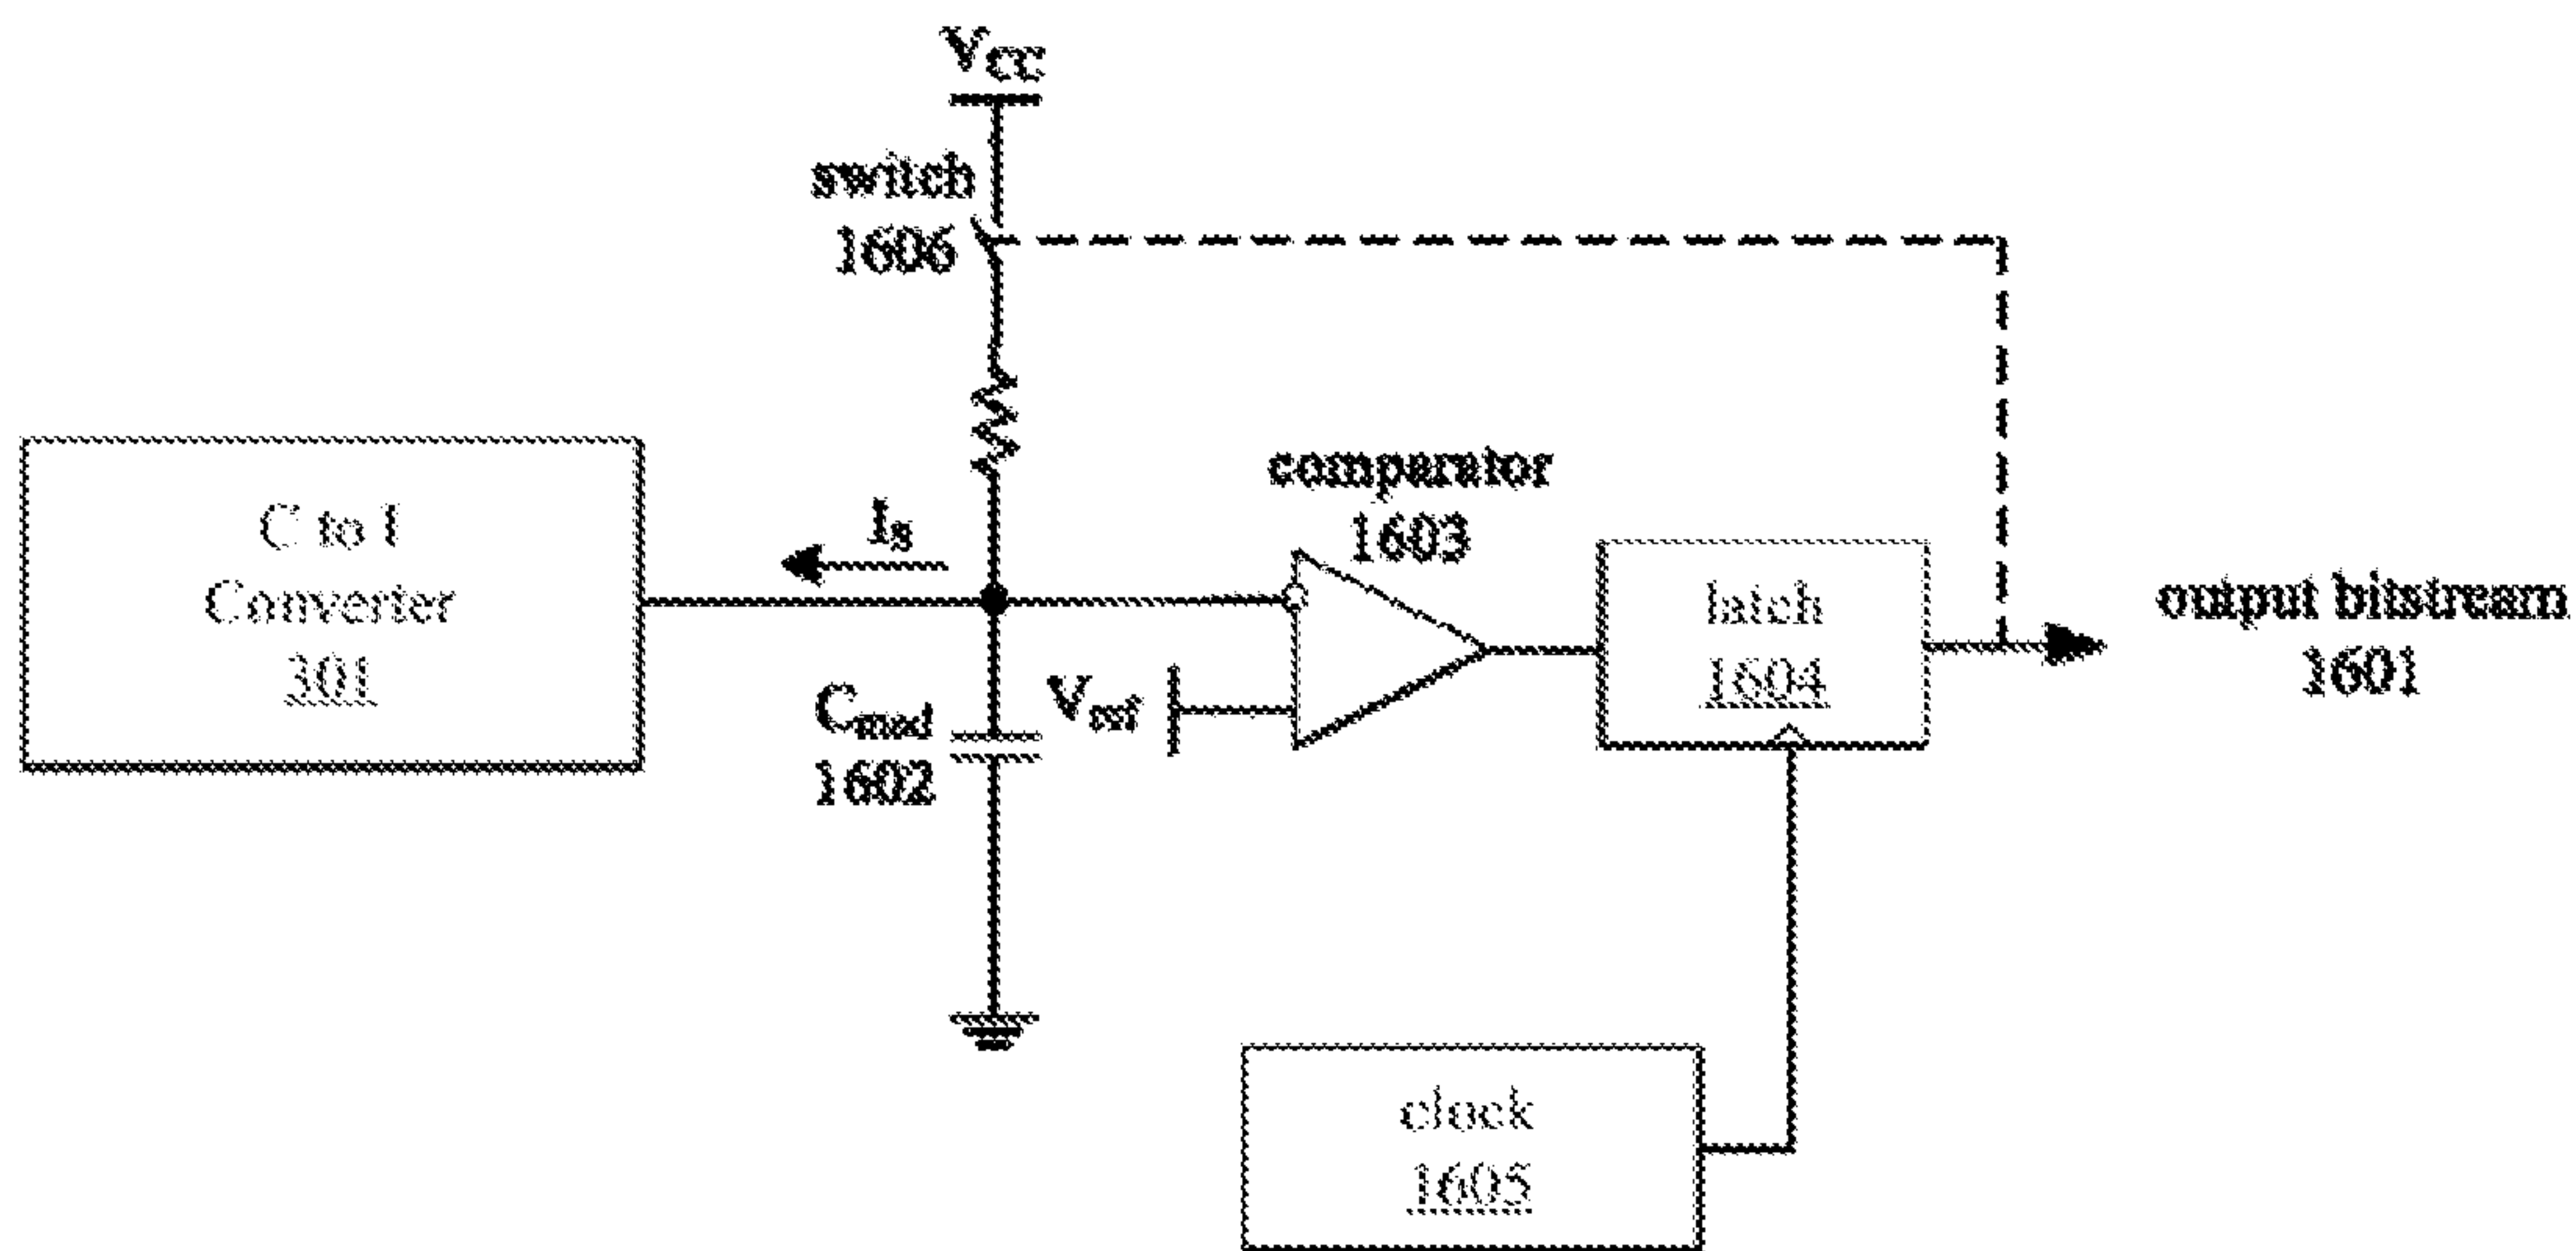 VCC
switch
1606
C to I
Converter
301
IS
comparator
1603
latch
1604
output bitstream
1601
Cmod
1602
Vref
clock
1605